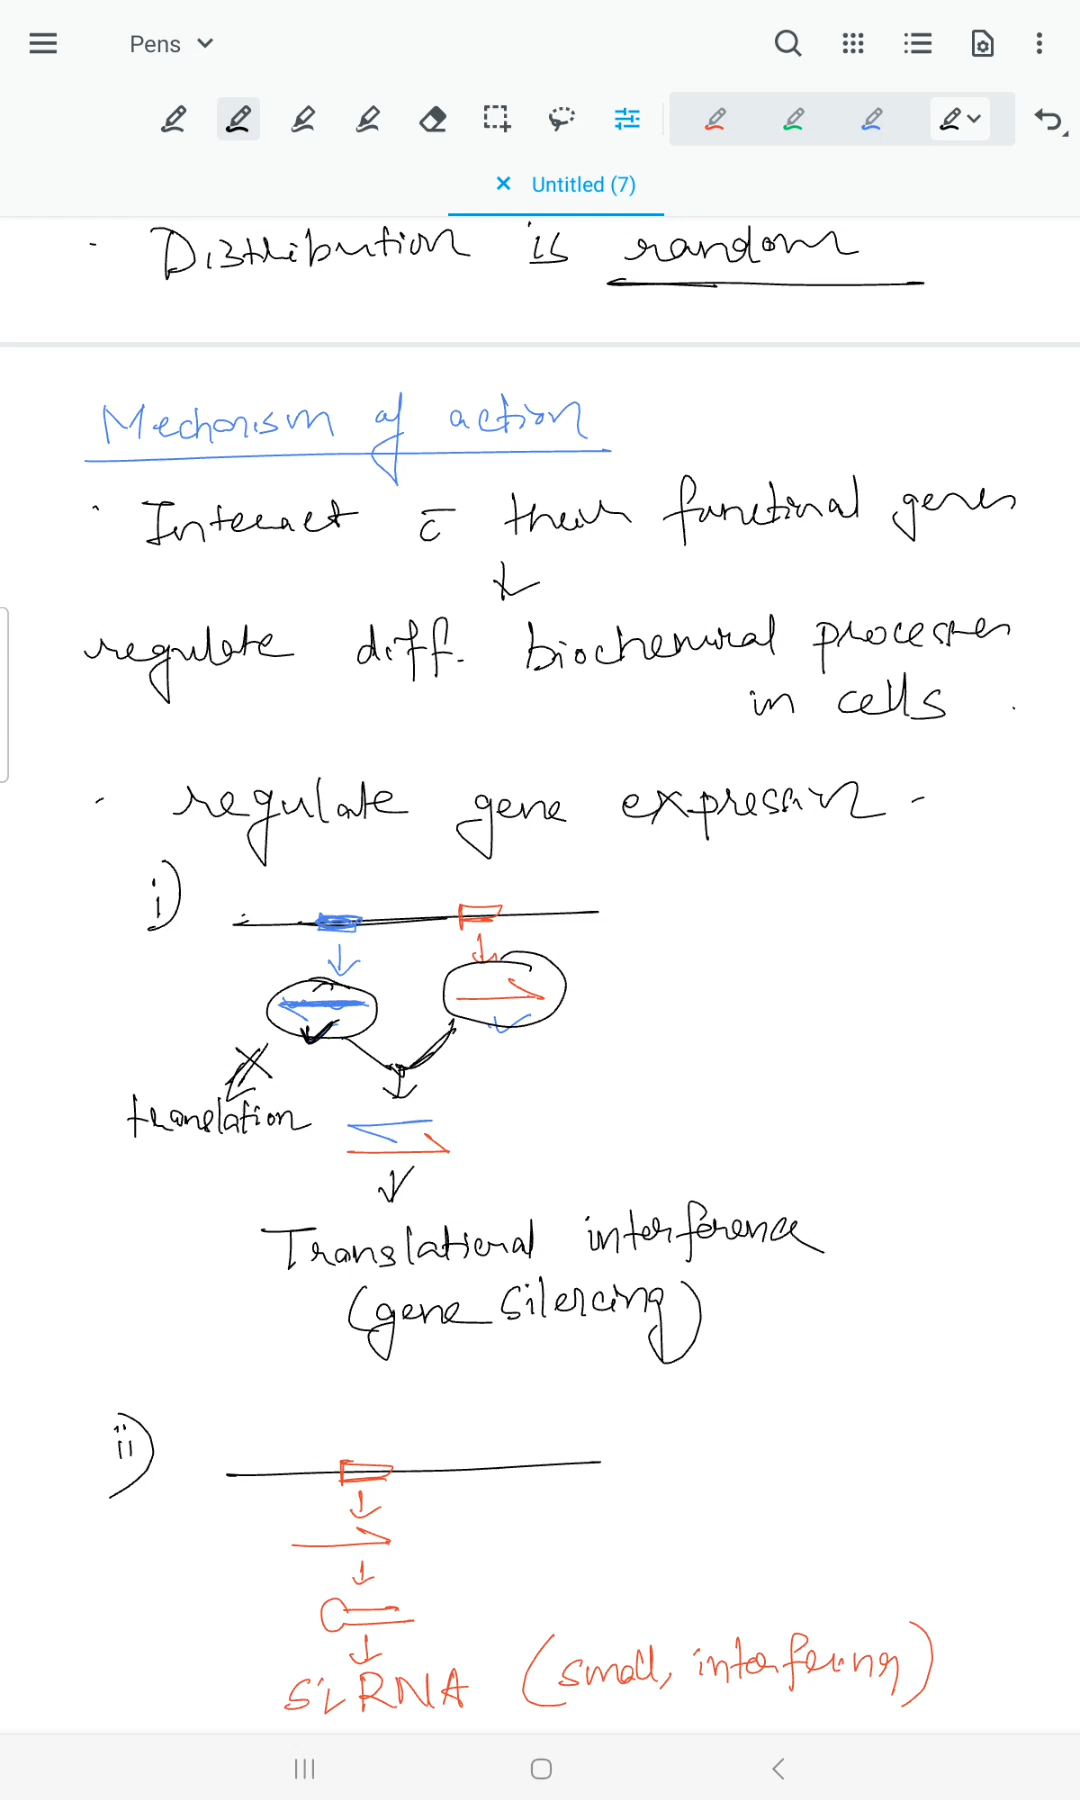 Pens
Untitled (7)
· Distribution is random
Mechanism of action
· Interact c̄ their functional genes
regulate diff. biochemical processes
in cells.
· regulate gene expression -
i)
translation
Translational interference
(gene silencing)
ii)
SiRNA (small, interfering)